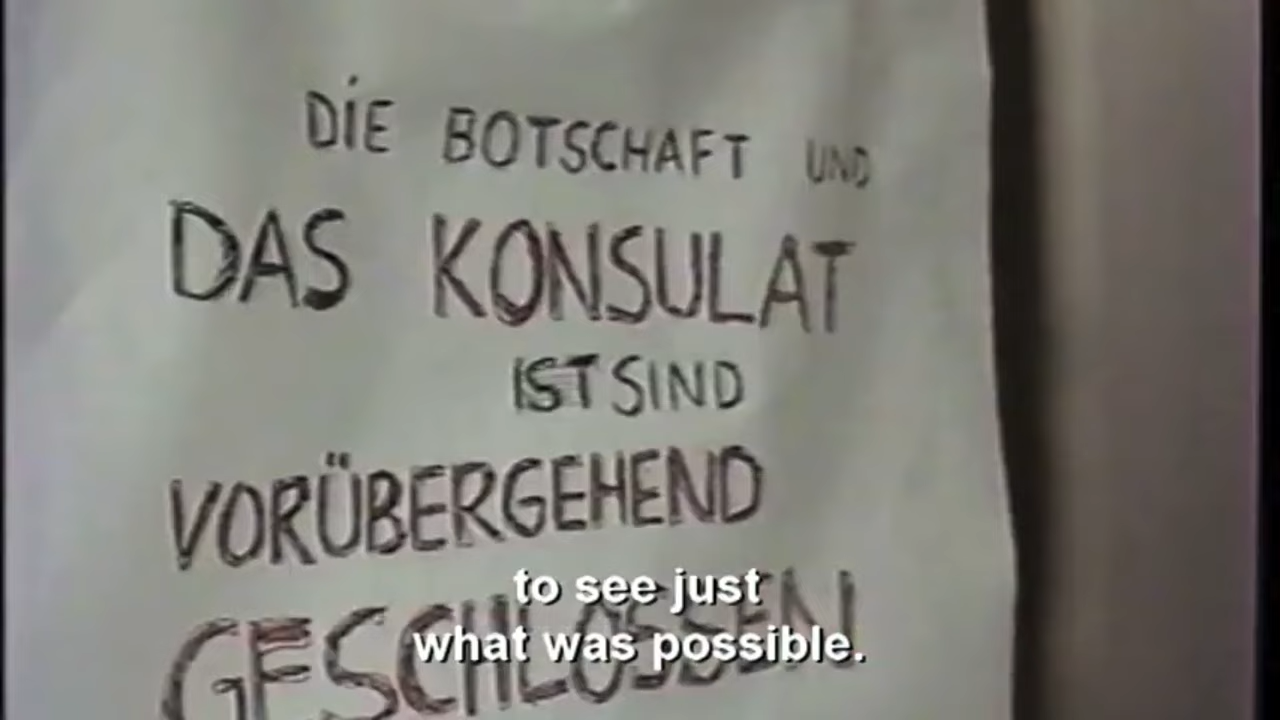 DIE BOTSCHAFT UND
DAS KONSULAT
IST SIND
VORÜBERGEHEND
GESCHLOSSEN
to see just
what was possible.